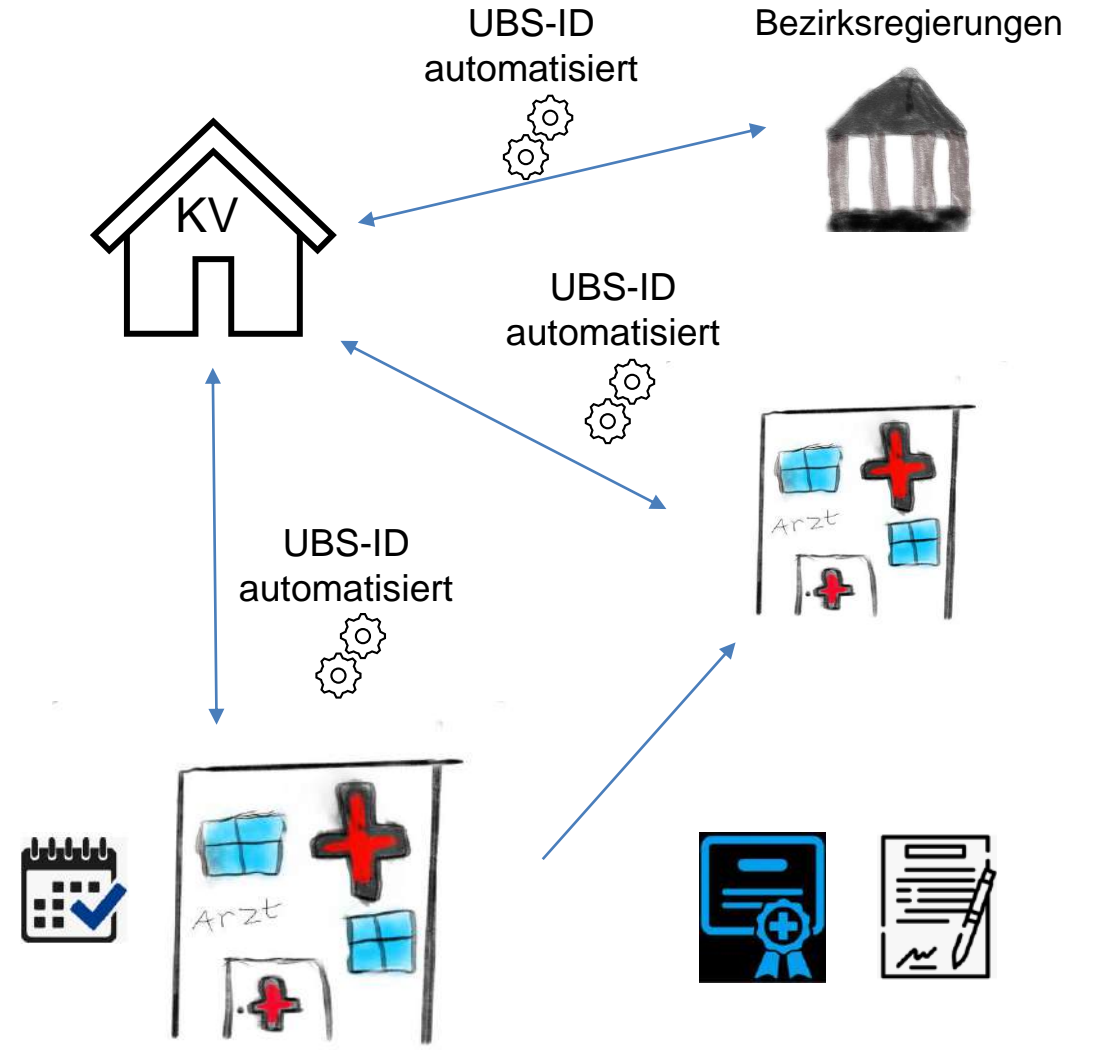 UBS-ID
automatisiert
Bezirksregierungen
KV
UBS-ID
automatisiert
Arzt
UBS-ID
automatisiert
Arzt